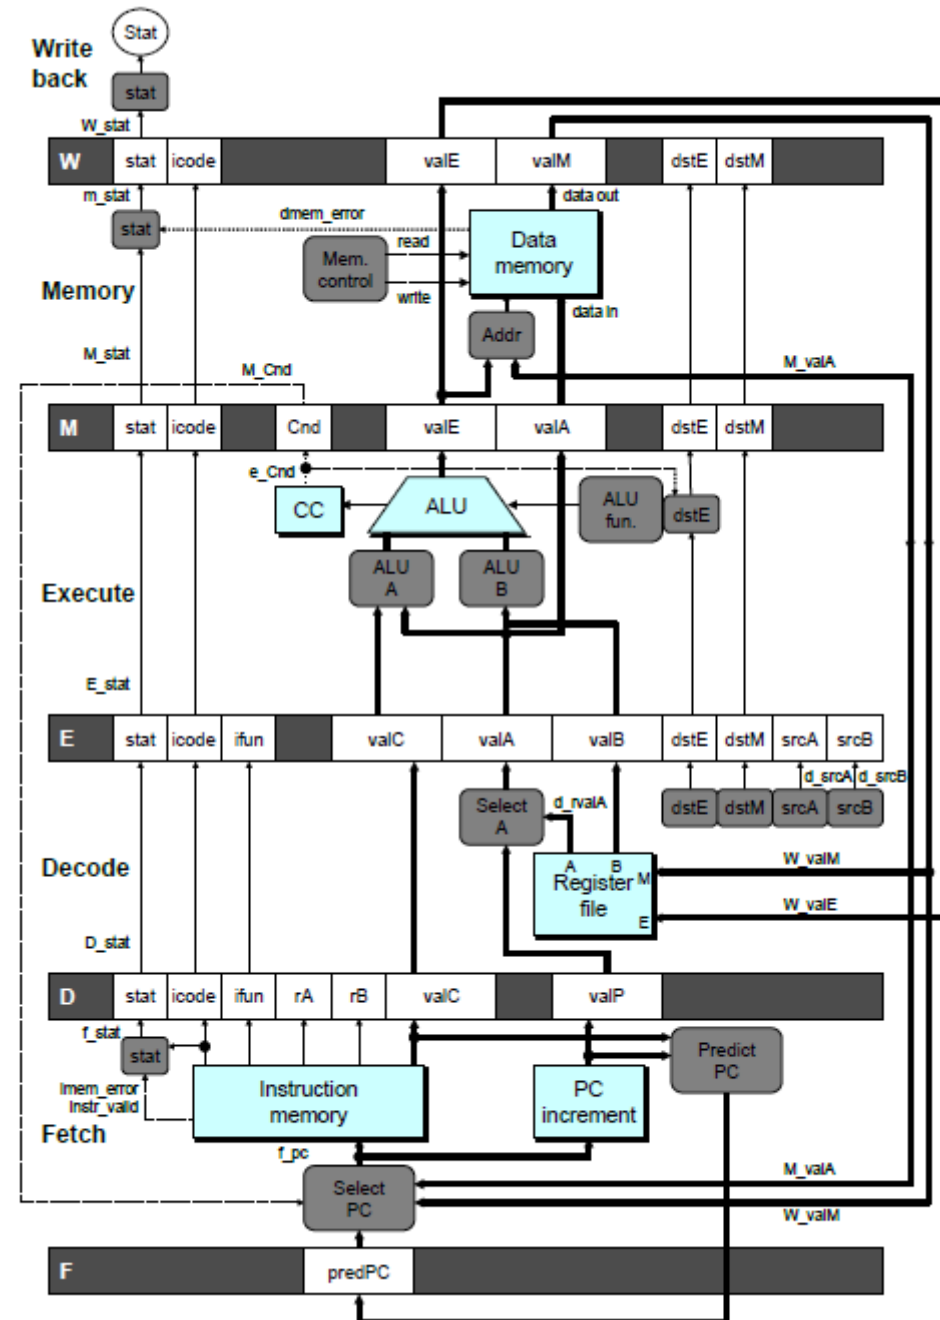 Stat
Write
back
stat
W_stat
W stat icode valE valM dstE dstM
m_stat
data out
dmem_error
stat
read
Data
memory
Mem.
control
write
Memory
data in
Addr
M_stat
M_Cnd
M_valA
M stat icode Cnd valE valA dstE dstM
e_Cnd
CC
ALU
ALU
fun.
dstE
ALU
A
ALU
B
Execute
E_stat
E stat icode ifun valC valA valB dstE dstM srcA srcB
d_srcA d_srcB
Select
A
d_rvalA
dstE dstM srcA srcB
A B
W_valM
Decode
Register
file
M
E
W_valE
D_stat
D stat icode ifun rA rB valC valP
f_stat
stat
Predict
PC
Imem_error
Instr_valid
Instruction
memory
PC
increment
Fetch
f_pc
M_valA
Select
PC
W_valM
F predPC